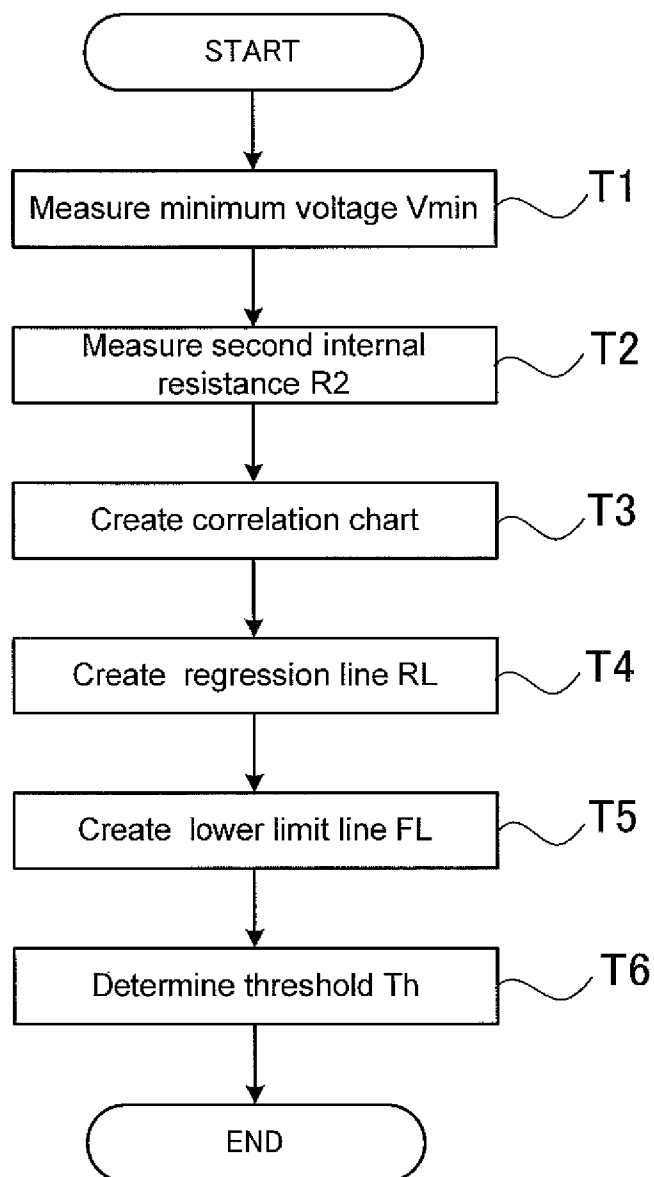 START
Measure minimum voltage Vmin
T1
Measure second internal
resistance R2
T2
Create correlation chart
T3
Create regression line RL
T4
Create lower limit line FL
T5
Determine threshold Th
T6
END